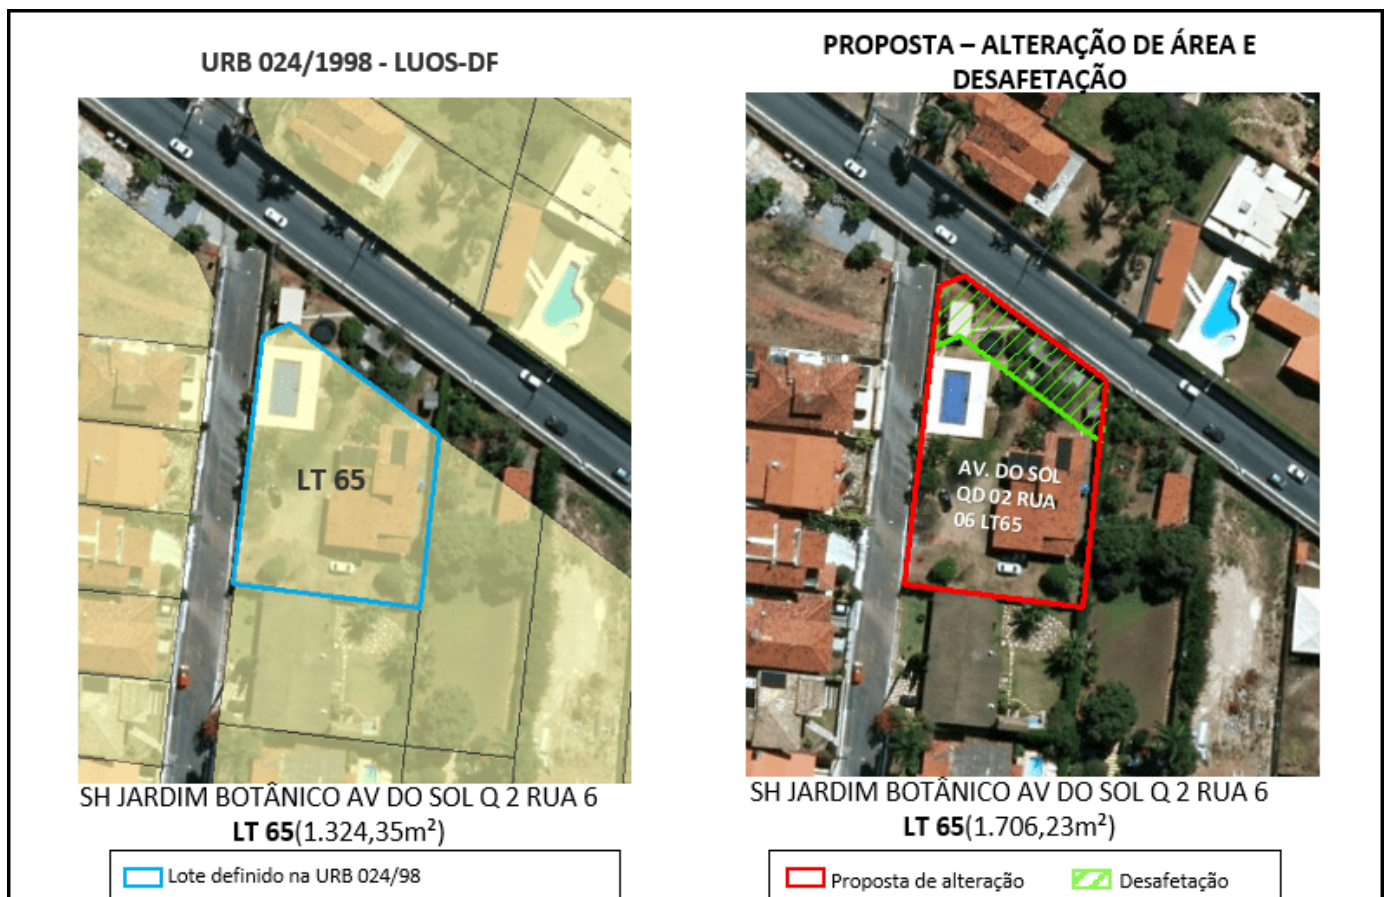 URB 024/1998 - LUOS-DF
LT 65
SH JARDIM BOTÂNICO AV DO SOL Q 2 RUA 6
LT 65(1.324,35m²)
Lote definido na URB 024/98
PROPOSTA – ALTERAÇÃO DE ÁREA E
DESAFETAÇÃO
AV. DO SOL
QD 02 RUA
06 LT65
SH JARDIM BOTÂNICO AV DO SOL Q 2 RUA 6
LT 65(1.706,23m²)
Proposta de alteração
Desafetação